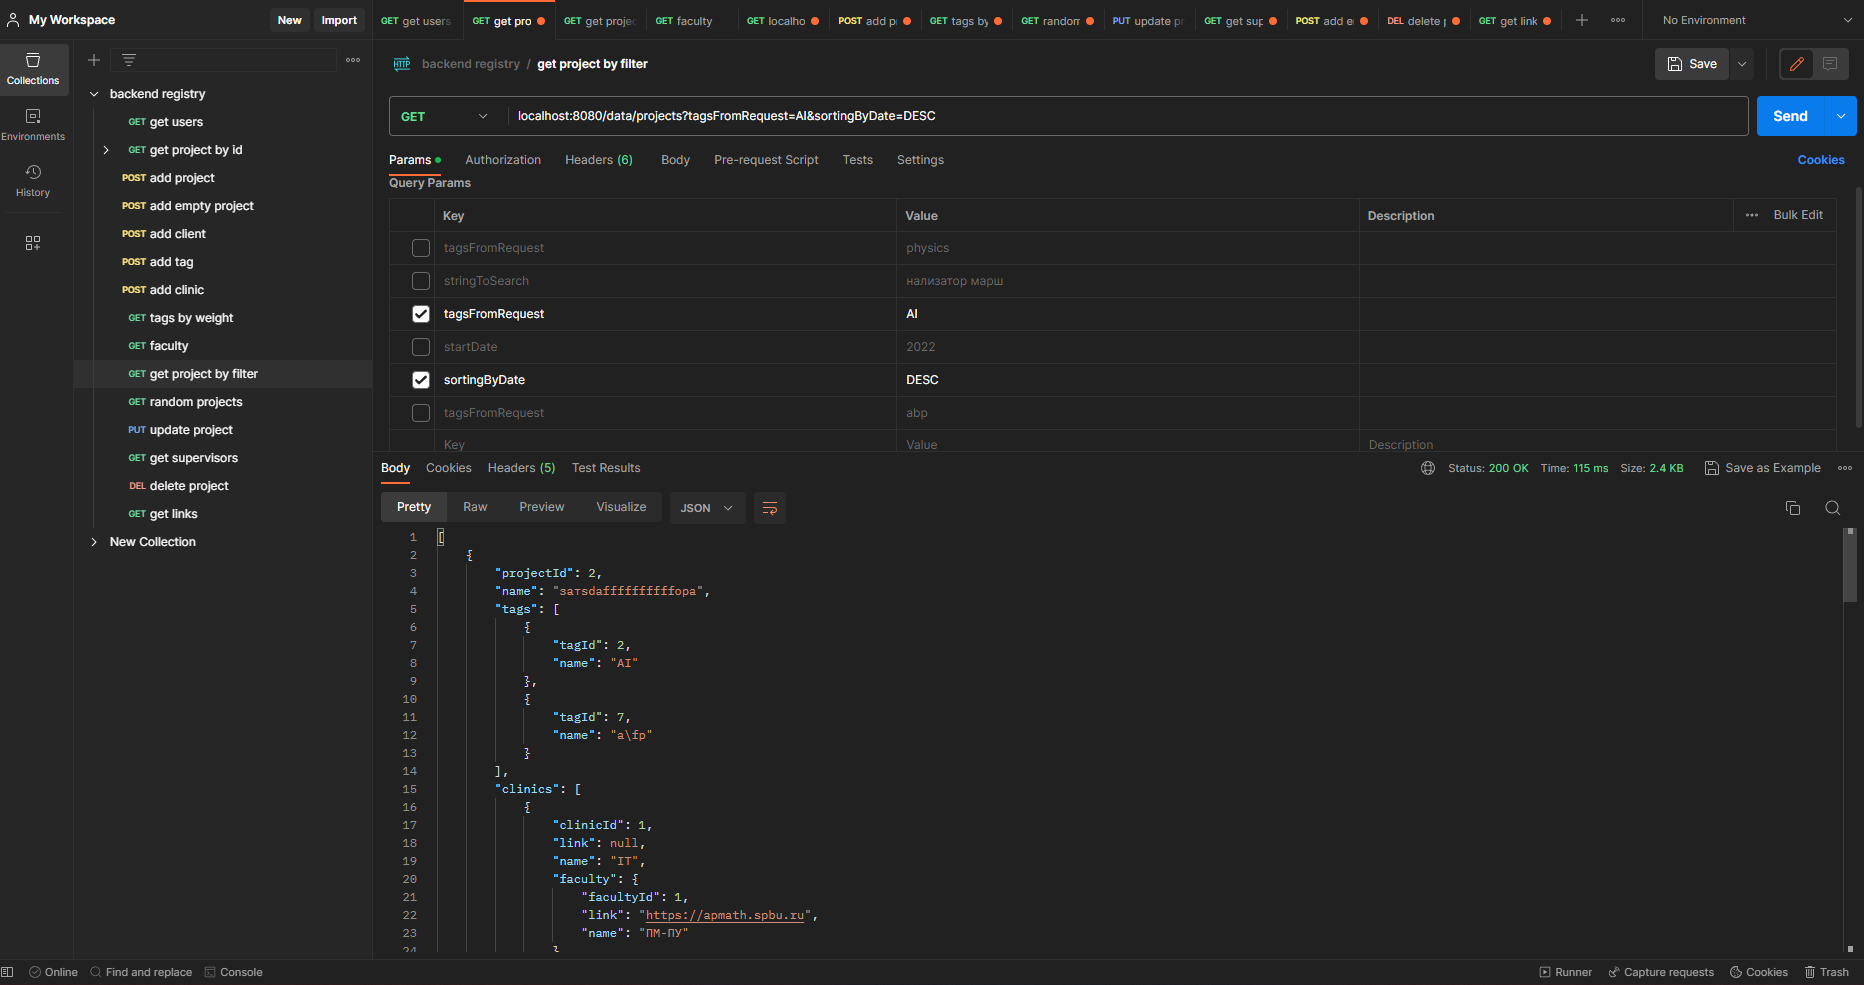 My Workspace
New
Import
GET get users
GET get pro
GET get proje
GET faculty
GET localho
POST add p
GET tags by
GET random
PUT update pr
GET get sup
POST add e
DEL delete p
GET get link
No Environment
Collections
Environments
History
backend registry
GET get users
GET get project by id
POST add project
POST add empty project
POST add client
POST add tag
POST add clinic
GET tags by weight
GET faculty
GET get project by filter
GET random projects
PUT update project
GET get supervisors
DEL delete project
GET get links
New Collection
HTTP backend registry / get project by filter
Save
GET
localhost:8080/data/projects?tagsFromRequest=AI&sortingByDate=DESC
Send
Params
Authorization
Headers (6)
Body
Pre-request Script
Tests
Settings
Cookies
Query Params
Key Value Description Bulk Edit
tagsFromRequest physics
stringToSearch нализатор марш
tagsFromRequest AI
startDate 2022
sortingByDate DESC
tagsFromRequest abp
Key Value Description
Body Cookies Headers (5) Test Results
Status: 200 OK Time: 115 ms Size: 2.4 KB
Save as Example
Pretty Raw Preview Visualize JSON
1 [
2 {
3 "projectId": 2,
4 "name": "затsdaffffffffffора",
5 "tags": [
6 {
7 "tagId": 2,
8 "name": "AI"
9 },
10 {
11 "tagId": 7,
12 "name": "a\fp"
13 }
14 ],
15 "clinics": [
16 {
17 "clinicId": 1,
18 "link": null,
19 "name": "IT",
20 "faculty": {
21 "facultyId": 1,
22 "link": "https://apmath.spbu.ru",
23 "name": "ПМ-ПУ"
24 }
Online
Find and replace
Console
Runner
Capture requests
Cookies
Trash